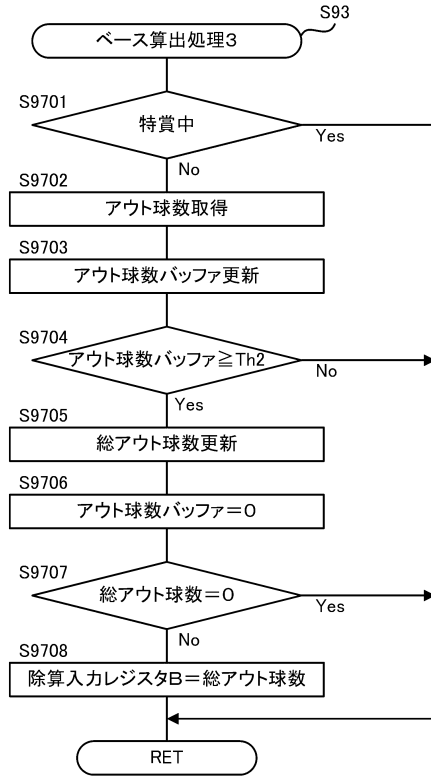 S93
ベース算出処理3
S9701
特賞中
Yes
No
S9702
アウト球数取得
S9703
アウト球数バッファ更新
S9704
アウト球数バッファ≧Th2
No
Yes
S9705
総アウト球数更新
S9706
アウト球数バッファ=0
S9707
総アウト球数=0
Yes
No
S9708
除算入力レジスタB=総アウト球数
RET